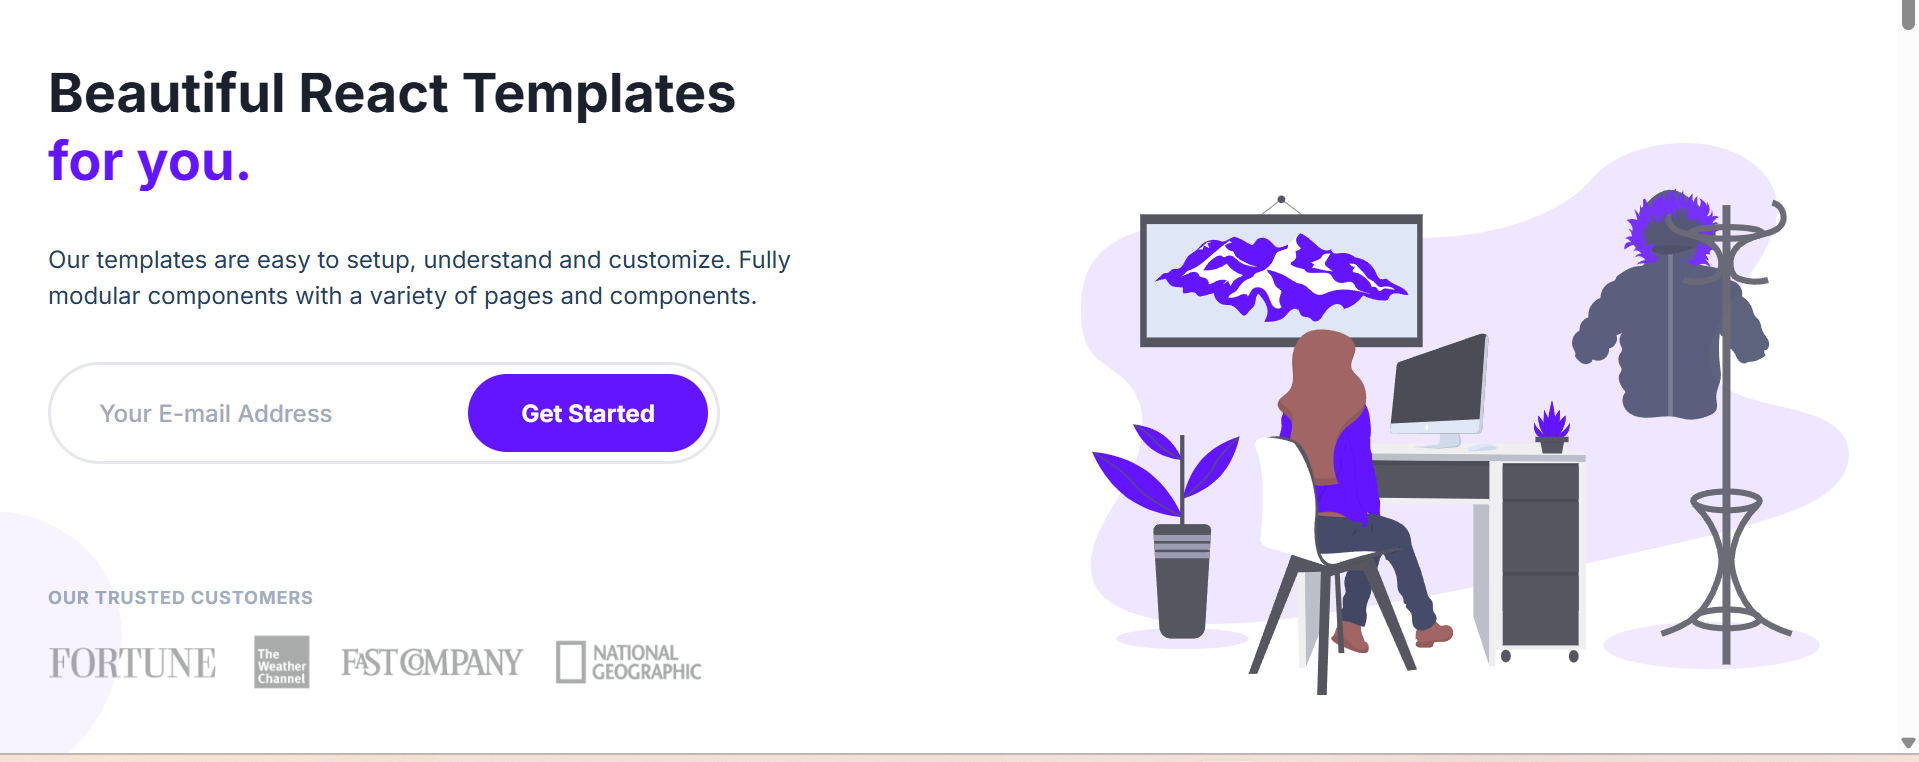 Beautiful React Templates
for you.
Our templates are easy to setup, understand and customize. Fully
modular components with a variety of pages and components.
Your E-mail Address
Get Started
OUR TRUSTED CUSTOMERS
FORTUNE
The
Weather
Channel
FAST COMPANY
NATIONAL
GEOGRAPHIC